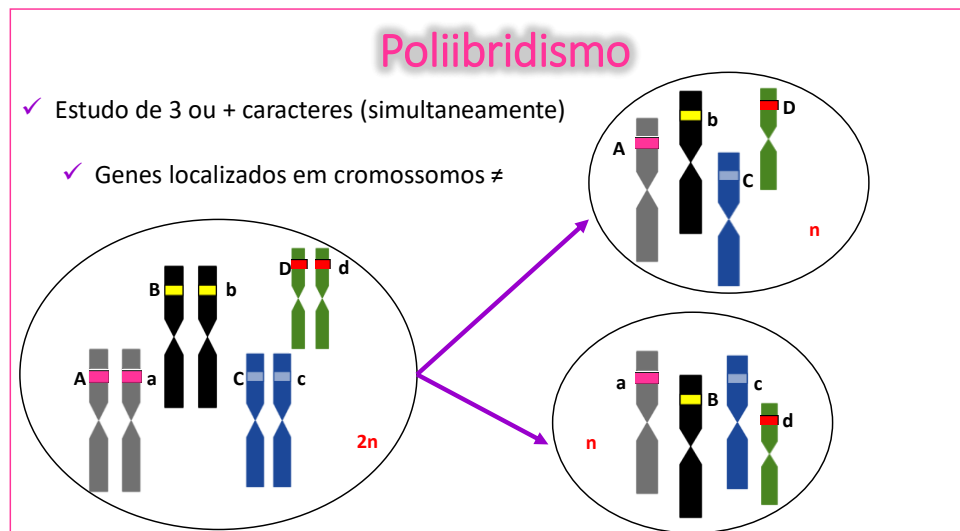 Poliibridismo
✓ Estudo de 3 ou + caracteres (simultaneamente)
✓ Genes localizados em cromossomos ≠
A
b
C
D
n
A
a
B
b
C
c
D
d
2n
a
B
c
d
n